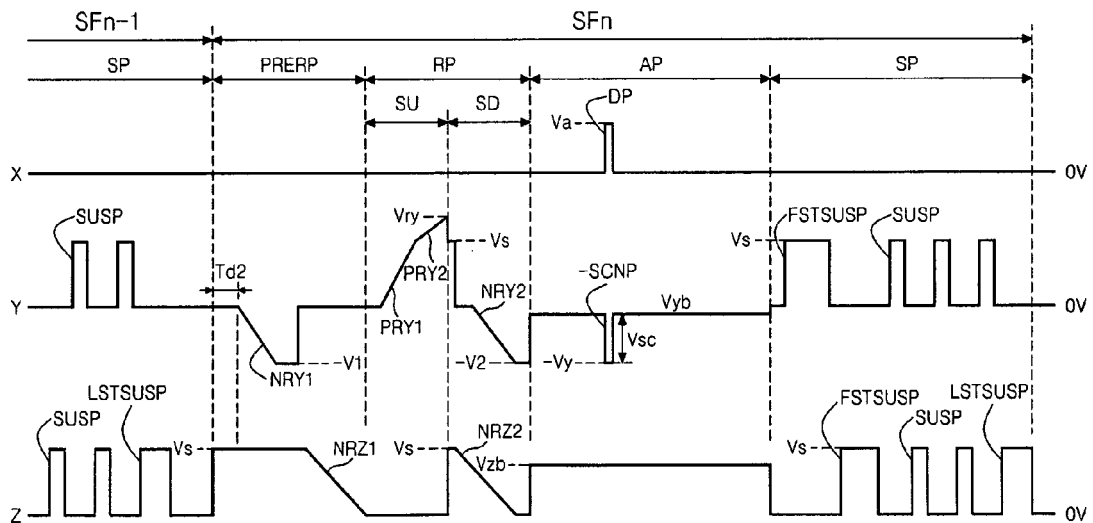 SFn-1 SFn
SP PRERP RP AP SP
SU SD DP
Va
X 0V
SUSP Vry FSTSUSP SUSP
Vs Vs
Td2 PRY2 -SCNP
Y NRY2 Vyb 0V
PRY1 Vsc
-V1 -V2 -Vy
NRY1
LSTSUSP
SUSP FSTSUSP LSTSUSP
SUSP
Vs Vs NRZ2 Vs
NRZ1 Vzb
Z 0V